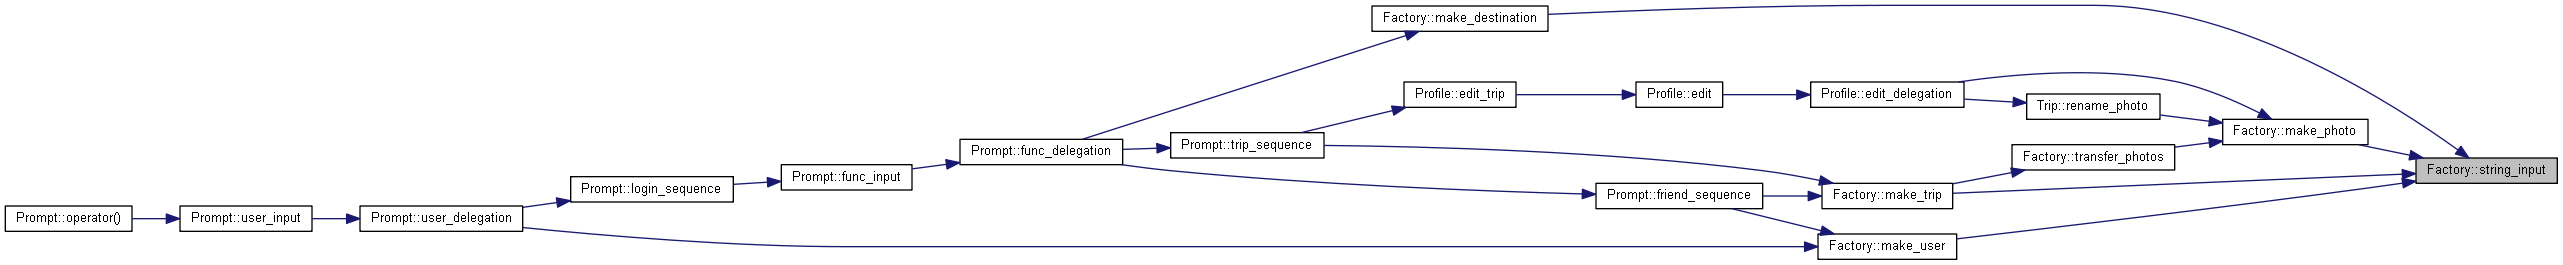 Factory::make_destination
Profile::edit_trip
Profile::edit
Profile::edit_delegation
Trip::rename_photo
Factory::make_photo
Prompt::func_delegation
Prompt::trip_sequence
Factory::transfer_photos
Factory::string_input
Prompt::func_input
Prompt::login_sequence
Prompt::friend_sequence
Factory::make_trip
Prompt::operator()
Prompt::user_input
Prompt::user_delegation
Factory::make_user